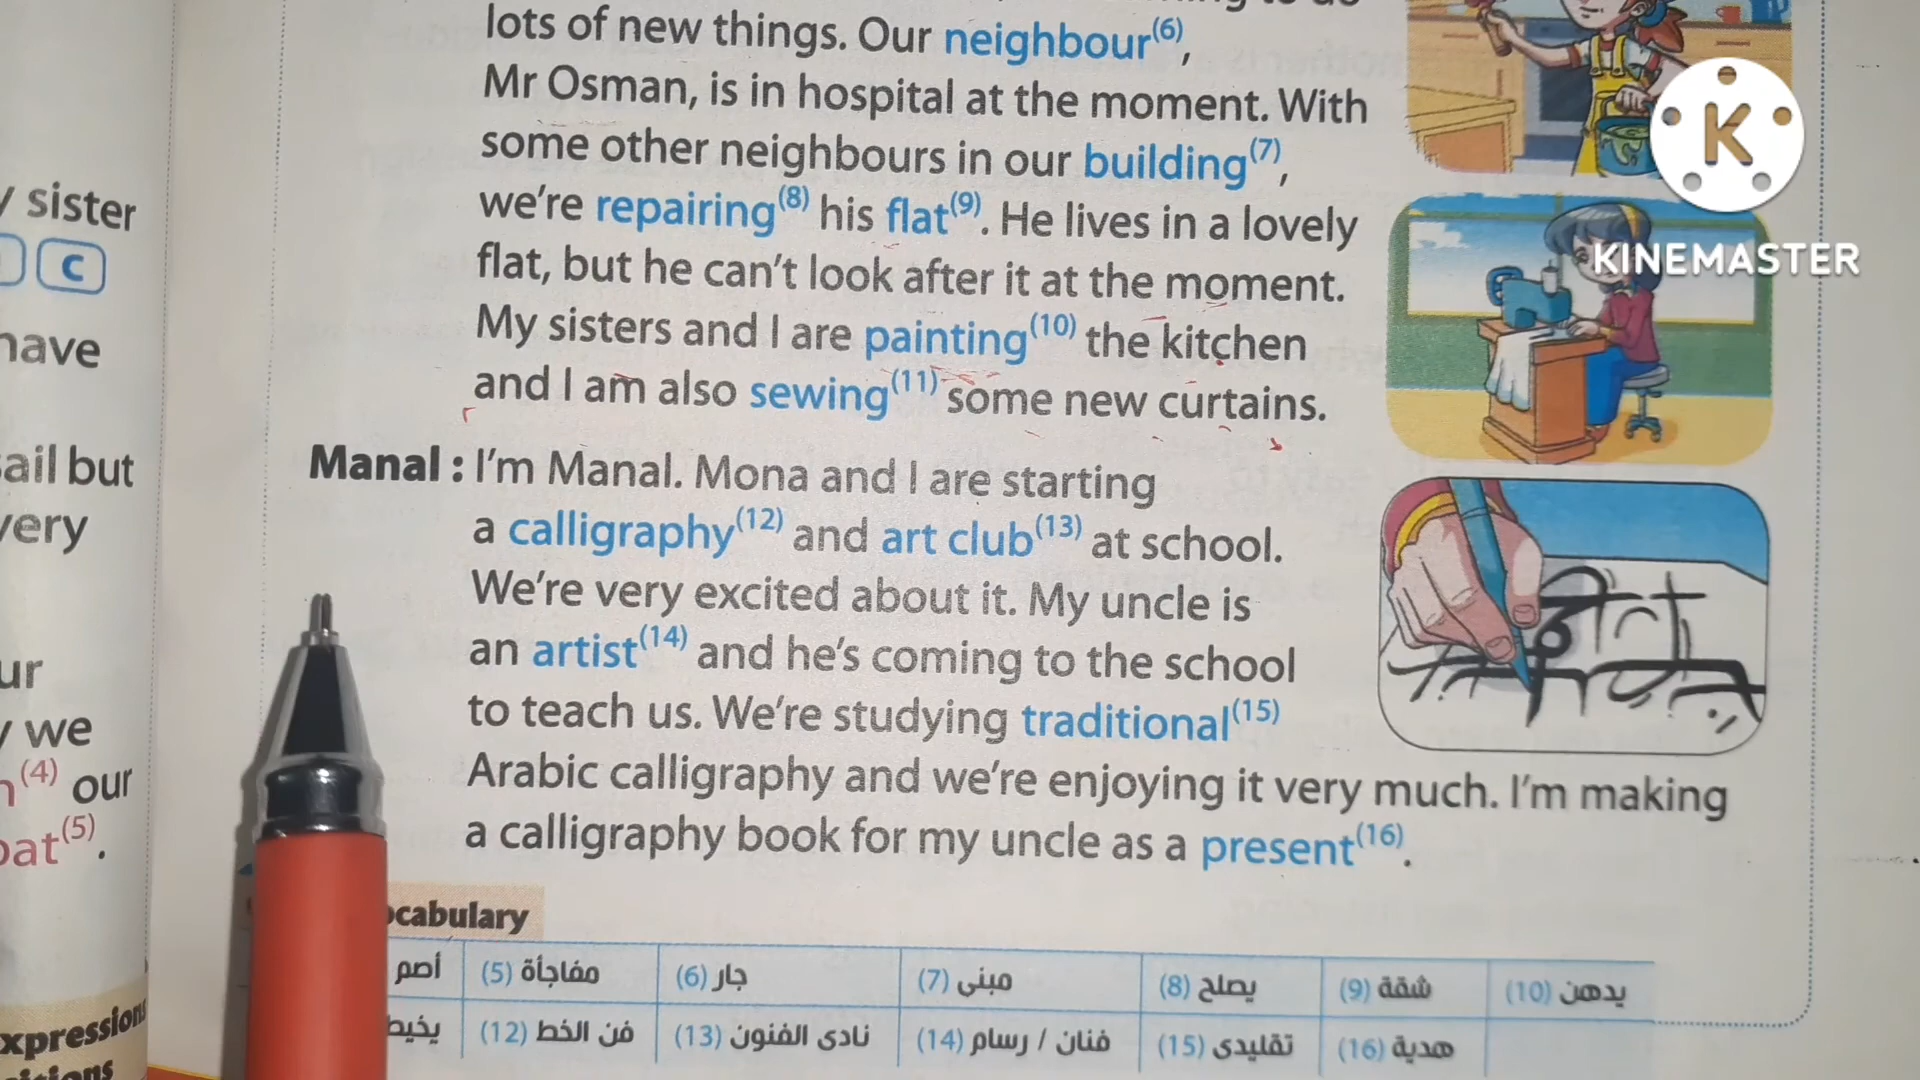 lots of new things. Our neighbour(6),
Mr Osman, is in hospital at the moment. With
some other neighbours in our building(7),
we're repairing(8) his flat(9). He lives in a lovely
flat, but he can't look after it at the moment.
My sisters and I are painting(10) the kitchen
and I am also sewing(11) some new curtains.
Manal : I'm Manal. Mona and I are starting
a calligraphy(12) and art club(13) at school.
We're very excited about it. My uncle is
an artist(14) and he's coming to the school
to teach us. We're studying traditional(15)
Arabic calligraphy and we're enjoying it very much. I'm making
a calligraphy book for my uncle as a present(16).
أصم
(5) مفاجأة
(6) جار
(7) مبنى
(8) يصلح
(9) شقة
(10) يدهن
يخيط
(12) فن الخط
(13) نادى الفنون
(14) فنان / رسام
(15) تقليدى
(16) هدية
sister
C
have
but
very
we
(4) our
(5).
K
KINEMASTER